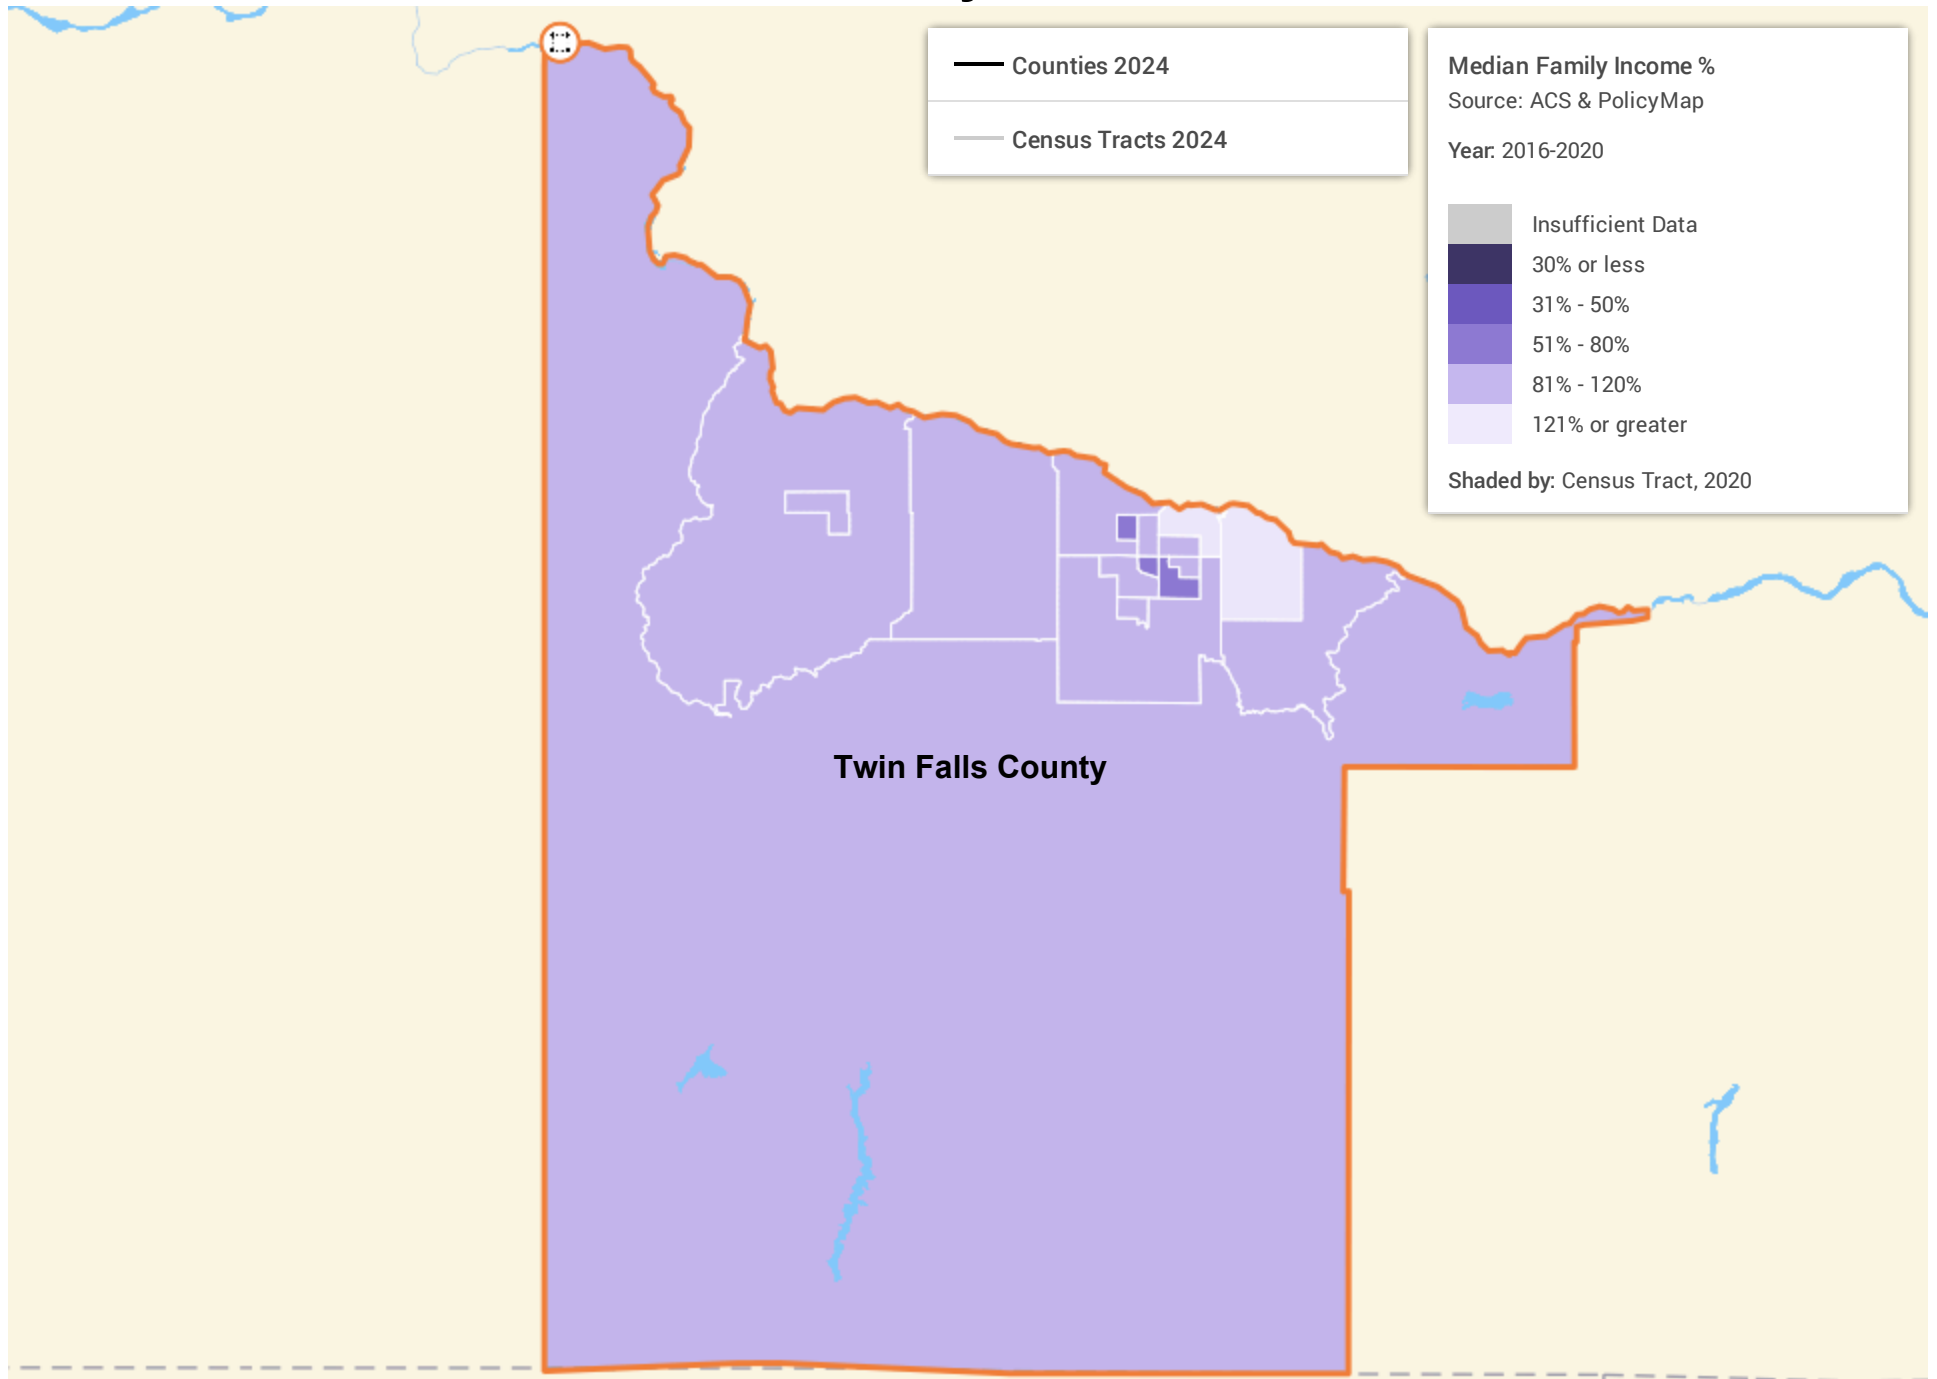 Counties 2024
Census Tracts 2024
Median Family Income %
Source: ACS & PolicyMap
Year: 2016-2020
Insufficient Data
30% or less
31% - 50%
51% - 80%
81% - 120%
121% or greater
Shaded by: Census Tract, 2020
Twin Falls County